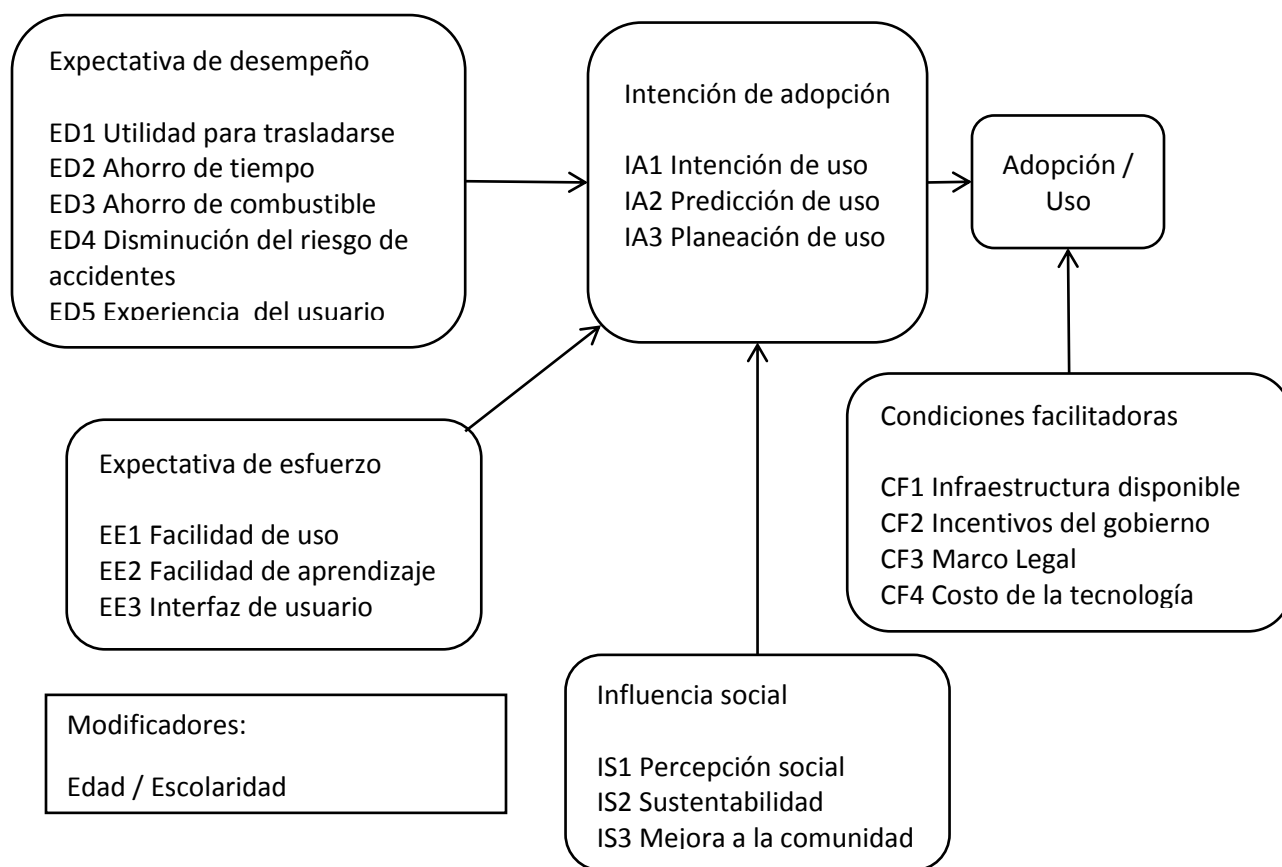 Expectativa de desempeño
ED1 Utilidad para trasladarse
ED2 Ahorro de tiempo
ED3 Ahorro de combustible
ED4 Disminución del riesgo de
accidentes
ED5 Experiencia del usuario
Intención de adopción
IA1 Intención de uso
IA2 Predicción de uso
IA3 Planeación de uso
Adopción /
Uso
Expectativa de esfuerzo
EE1 Facilidad de uso
EE2 Facilidad de aprendizaje
EE3 Interfaz de usuario
Condiciones facilitadoras
CF1 Infraestructura disponible
CF2 Incentivos del gobierno
CF3 Marco Legal
CF4 Costo de la tecnología
Modificadores:
Edad / Escolaridad
Influencia social
IS1 Percepción social
IS2 Sustentabilidad
IS3 Mejora a la comunidad